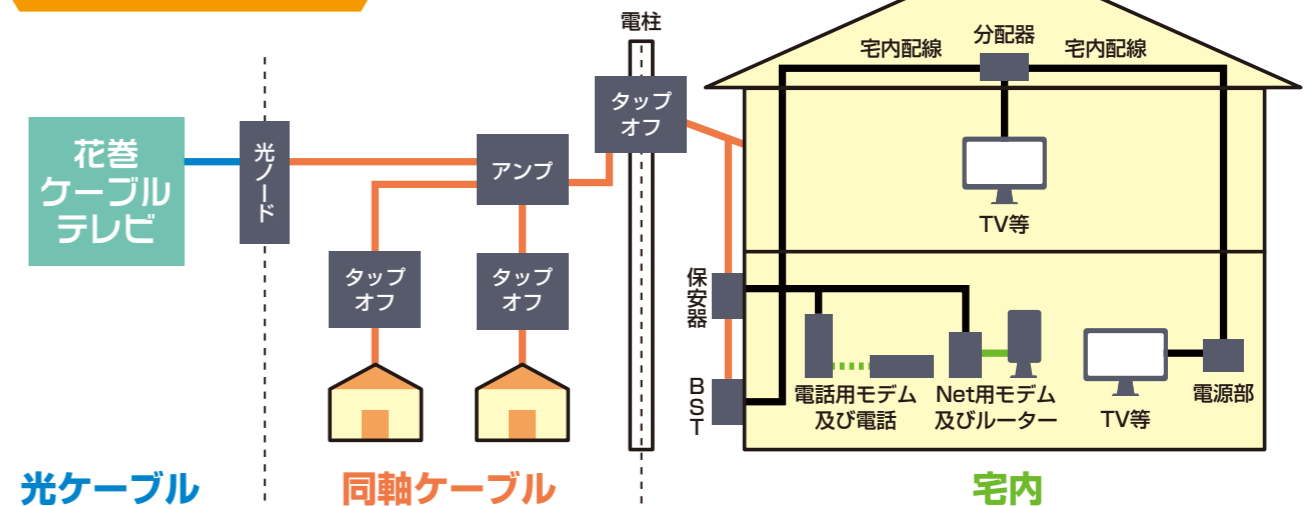 電柱
分配器
宅内配線
宅内配線
タップ
オフ
花巻
ケーブル
テレビ
光ノード
アンプ
TV等
タップ
オフ
タップ
オフ
保安器
BST
電話用モデム
及び電話
Net用モデム
及びルーター
TV等
電源部
光ケーブル
同軸ケーブル
宅内